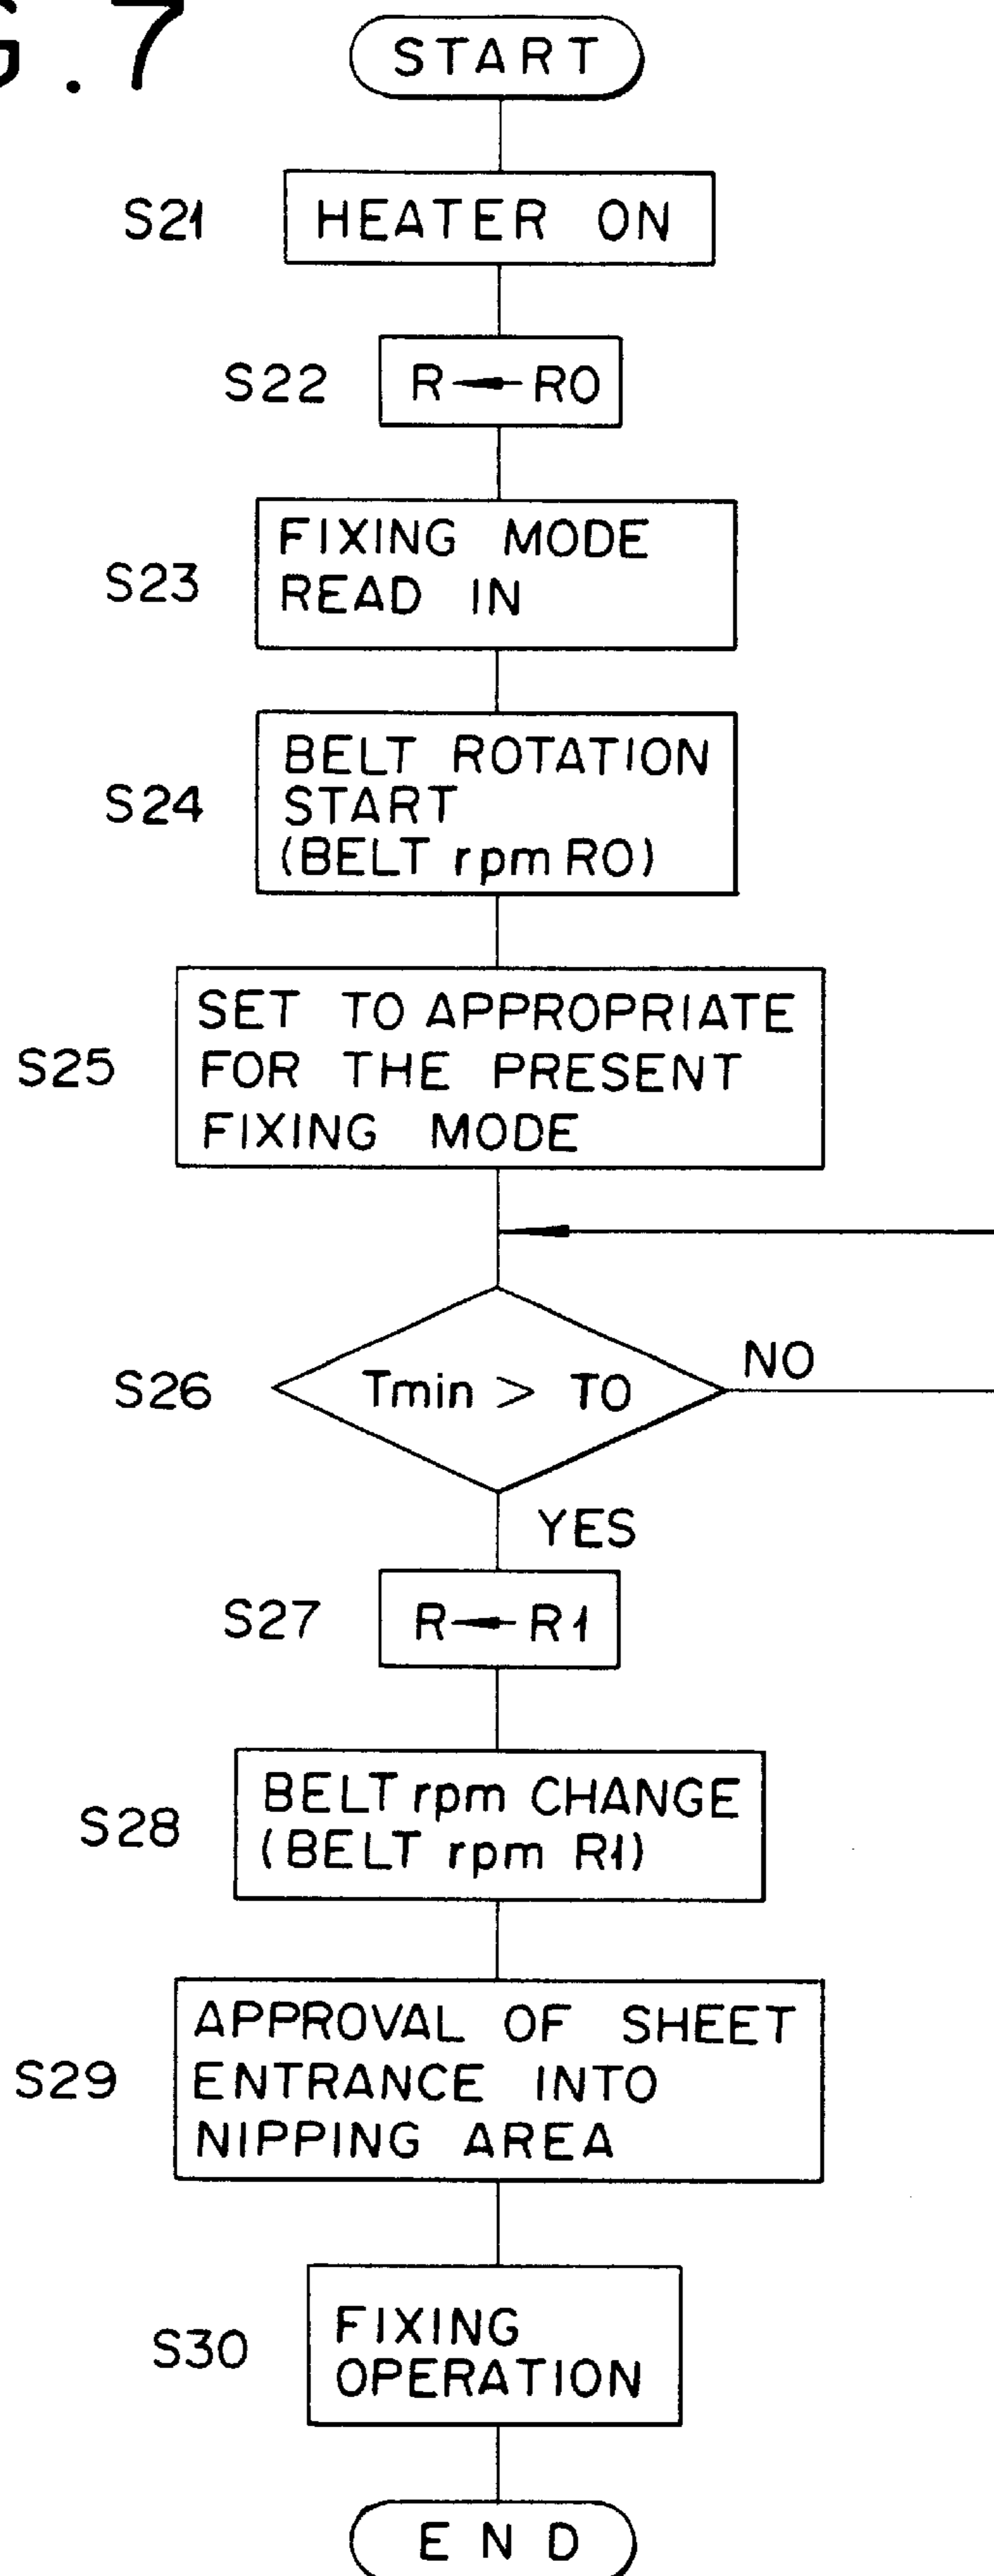 G.7
START
S21
HEATER ON
S22
R ← R0
S23
FIXING MODE
READ IN
S24
BELT ROTATION
START
(BELT rpm R0)
S25
SET T0 APPROPRIATE
FOR THE PRESENT
FIXING MODE
S26
Tmin > T0
NO
YES
S27
R ← R1
S28
BELT rpm CHANGE
(BELT rpm R1)
S29
APPROVAL OF SHEET
ENTRANCE INTO
NIPPING AREA
S30
FIXING
OPERATION
END